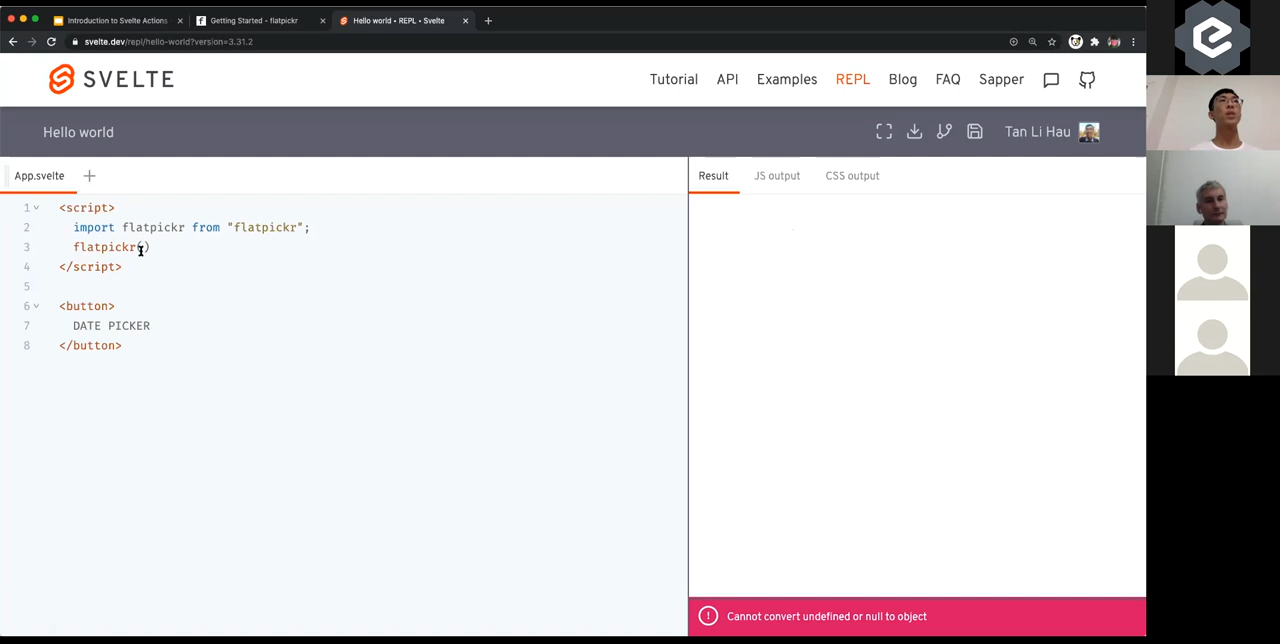 Introduction to Svelte Actions
Getting Started - flatpickr
Hello world • REPL • Svelte
svelte.dev/repl/hello-world?version=3.31.2
SVELTE
Tutorial API Examples REPL Blog FAQ Sapper
Hello world
Tan Li Hau
App.svelte
Result JS output CSS output
1 <script>
2 import flatpickr from "flatpickr";
3 flatpickr()
4 </script>
5
6 <button>
7 DATE PICKER
8 </button>
Cannot convert undefined or null to object